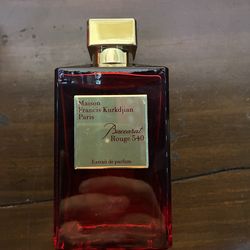 Maison
Francis Kurkdjian
Paris
Baccarat
Rouge 540
Extrait de parfum